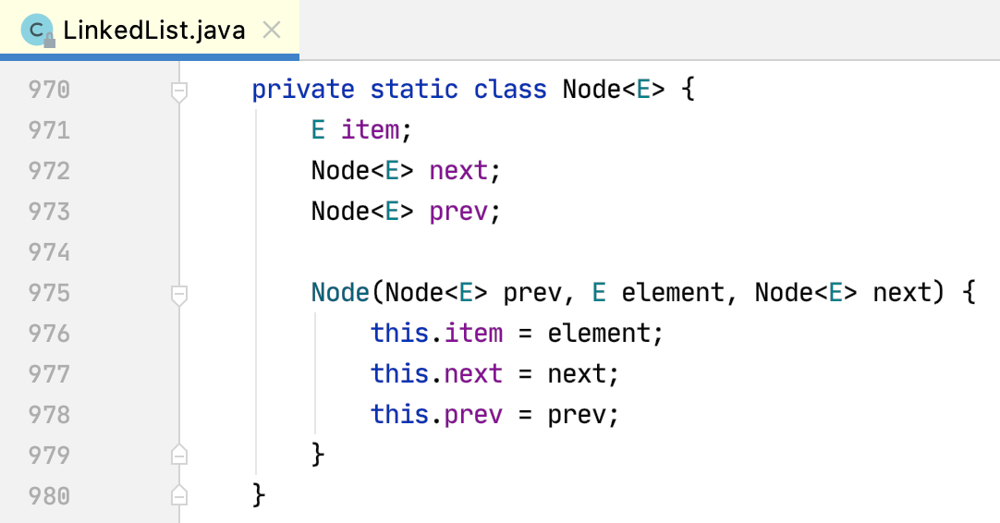 C LinkedList.java
970 private static class Node<E> {
971 E item;
972 Node<E> next;
973 Node<E> prev;
974
975 Node(Node<E> prev, E element, Node<E> next) {
976 this.item = element;
977 this.next = next;
978 this.prev = prev;
979 }
980 }